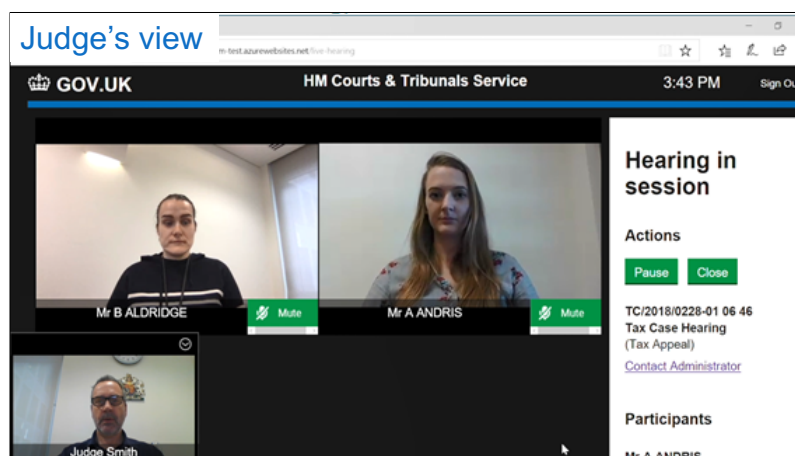 Judge's view
m-test.azurewebsites.net/live-hearing
GOV.UK
HM Courts & Tribunals Service
3:43 PM
Sign Ou
Mr B ALDRIDGE
Mute
Mr A ANDRIS
Mute
Judge Smith
Hearing in
session
Actions
Pause
Close
TC/2018/0228-01 06 46
Tax Case Hearing
(Tax Appeal)
Contact Administrator
Participants
Mr A ANDRIS